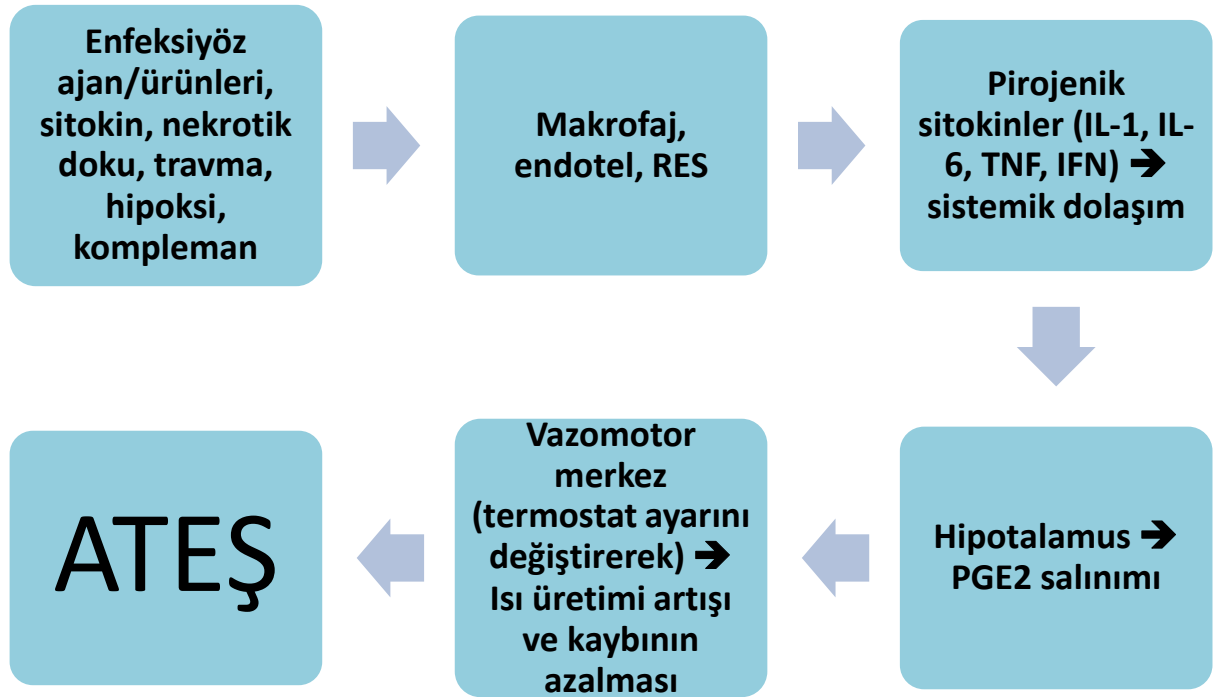 Enfeksiyöz
ajan/ürünleri,
sitokin, nekrotik
doku, travma,
hipoksi,
kompleman
Makrofaj,
endotel, RES
Pirojenik
sitokinler (IL-1, IL-
6, TNF, IFN) ➔
sistemik dolaşım
Hipotalamus ➔
PGE2 salınımı
Vazomotor
merkez
(termostat ayarını
değiştirerek) ➔
Isı üretimi artışı
ve kaybının
azalması
ATEŞ